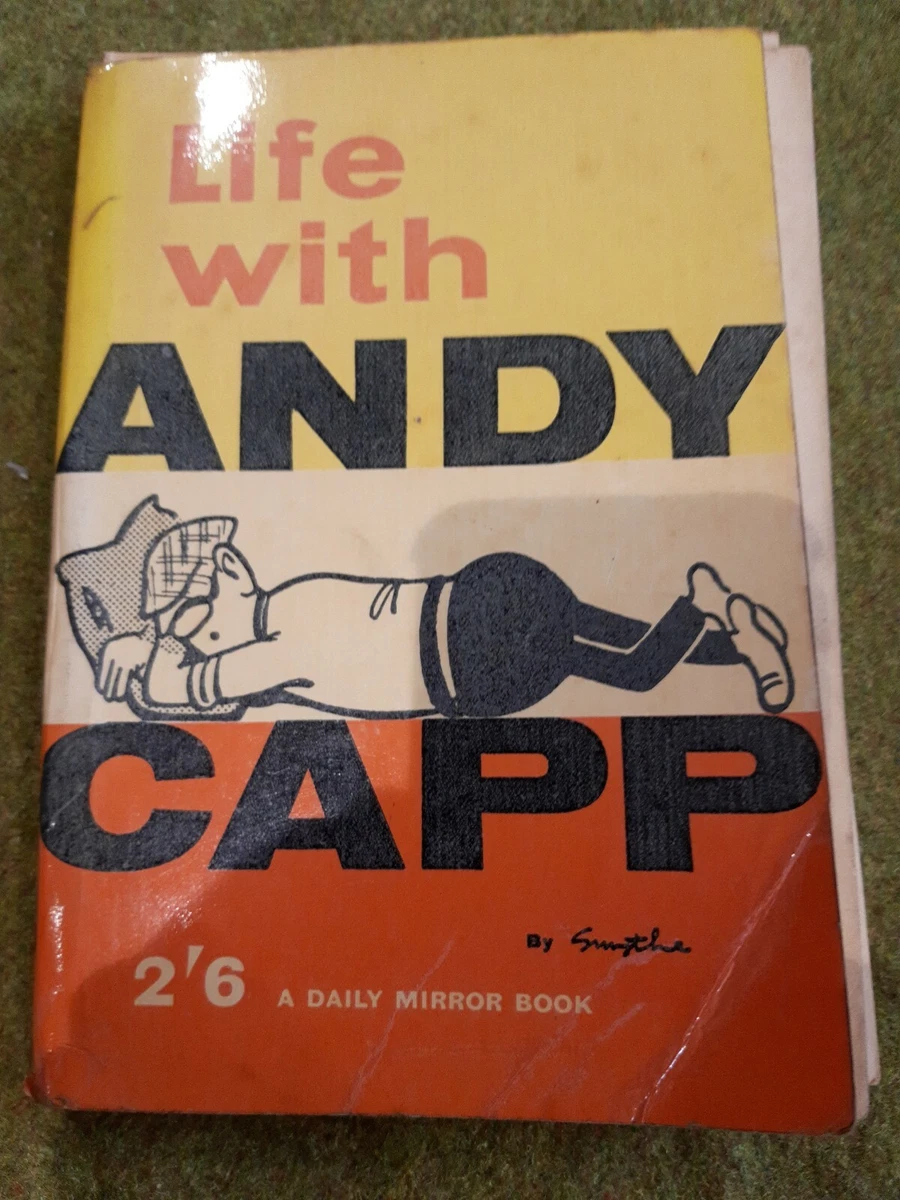 Life
with
ANDY
CAPP
By Smythe
2'6 A DAILY MIRROR BOOK